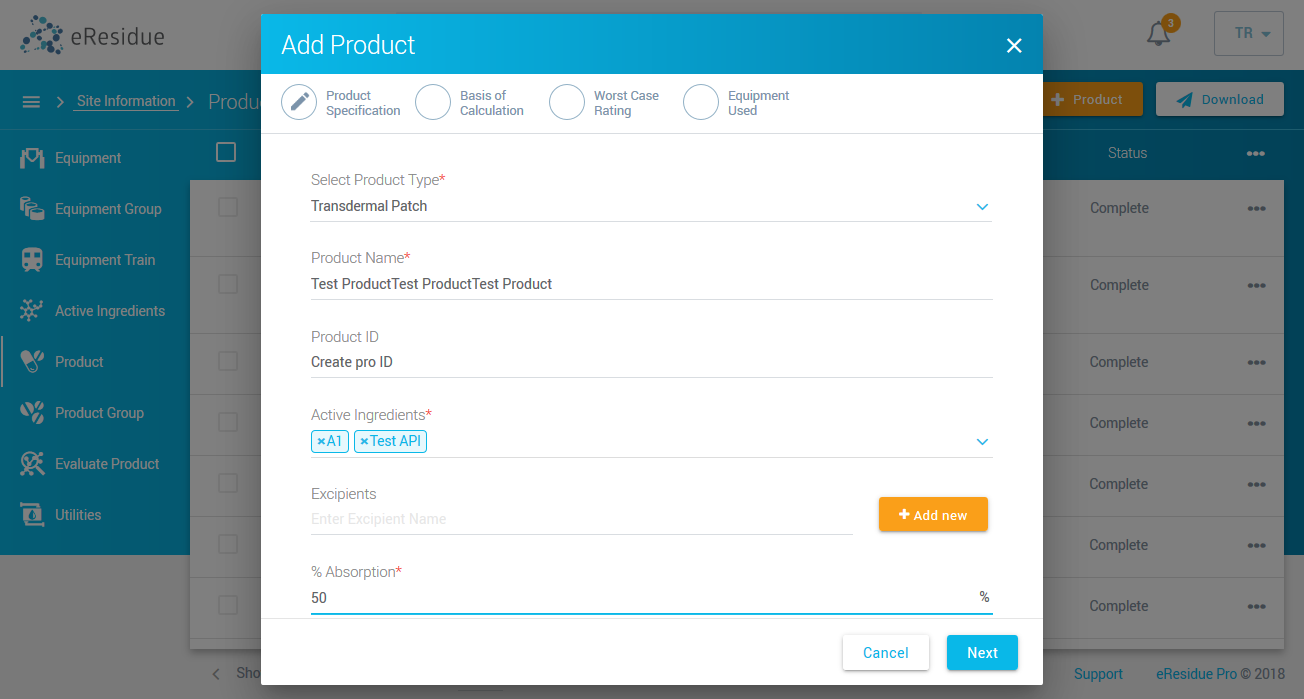 eResidue
3
TR
Site Information
Add Product
Product
Download
Product Specification
Basis of Calculation
Worst Case Rating
Equipment Used
Equipment
Equipment Group
Equipment Train
Active Ingredients
Product
Product Group
Evaluate Product
Utilities
Select Product Type*
Transdermal Patch
Product Name*
Test ProductTest ProductTest Product
Product ID
Create pro ID
Active Ingredients*
×A1 ×Test API
Excipients
Enter Excipient Name
Add new
% Absorption*
50 %
Cancel
Next
Status
Complete
Complete
Complete
Complete
Complete
Complete
Complete
Support
eResidue Pro © 2018